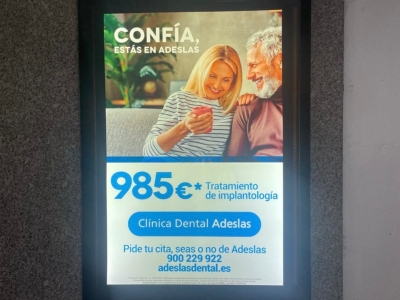 CONFÍA,
ESTÁS EN ADESLAS
985€* Tratamiento
de implantología
Clínica Dental Adeslas
Pide tu cita, seas o no de Adeslas
900 229 922
adeslasdental.es